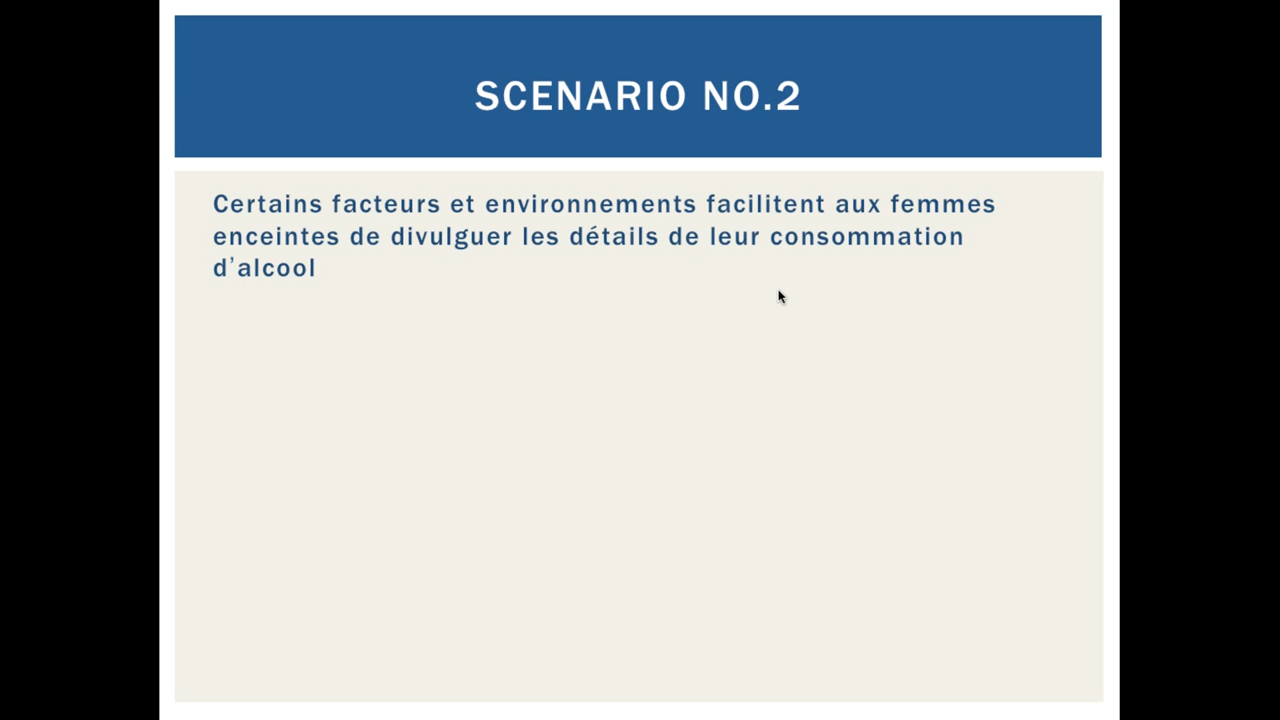 SCENARIO NO.2
Certains facteurs et environnements facilitent aux femmes
enceintes de divulguer les détails de leur consommation
d’alcool